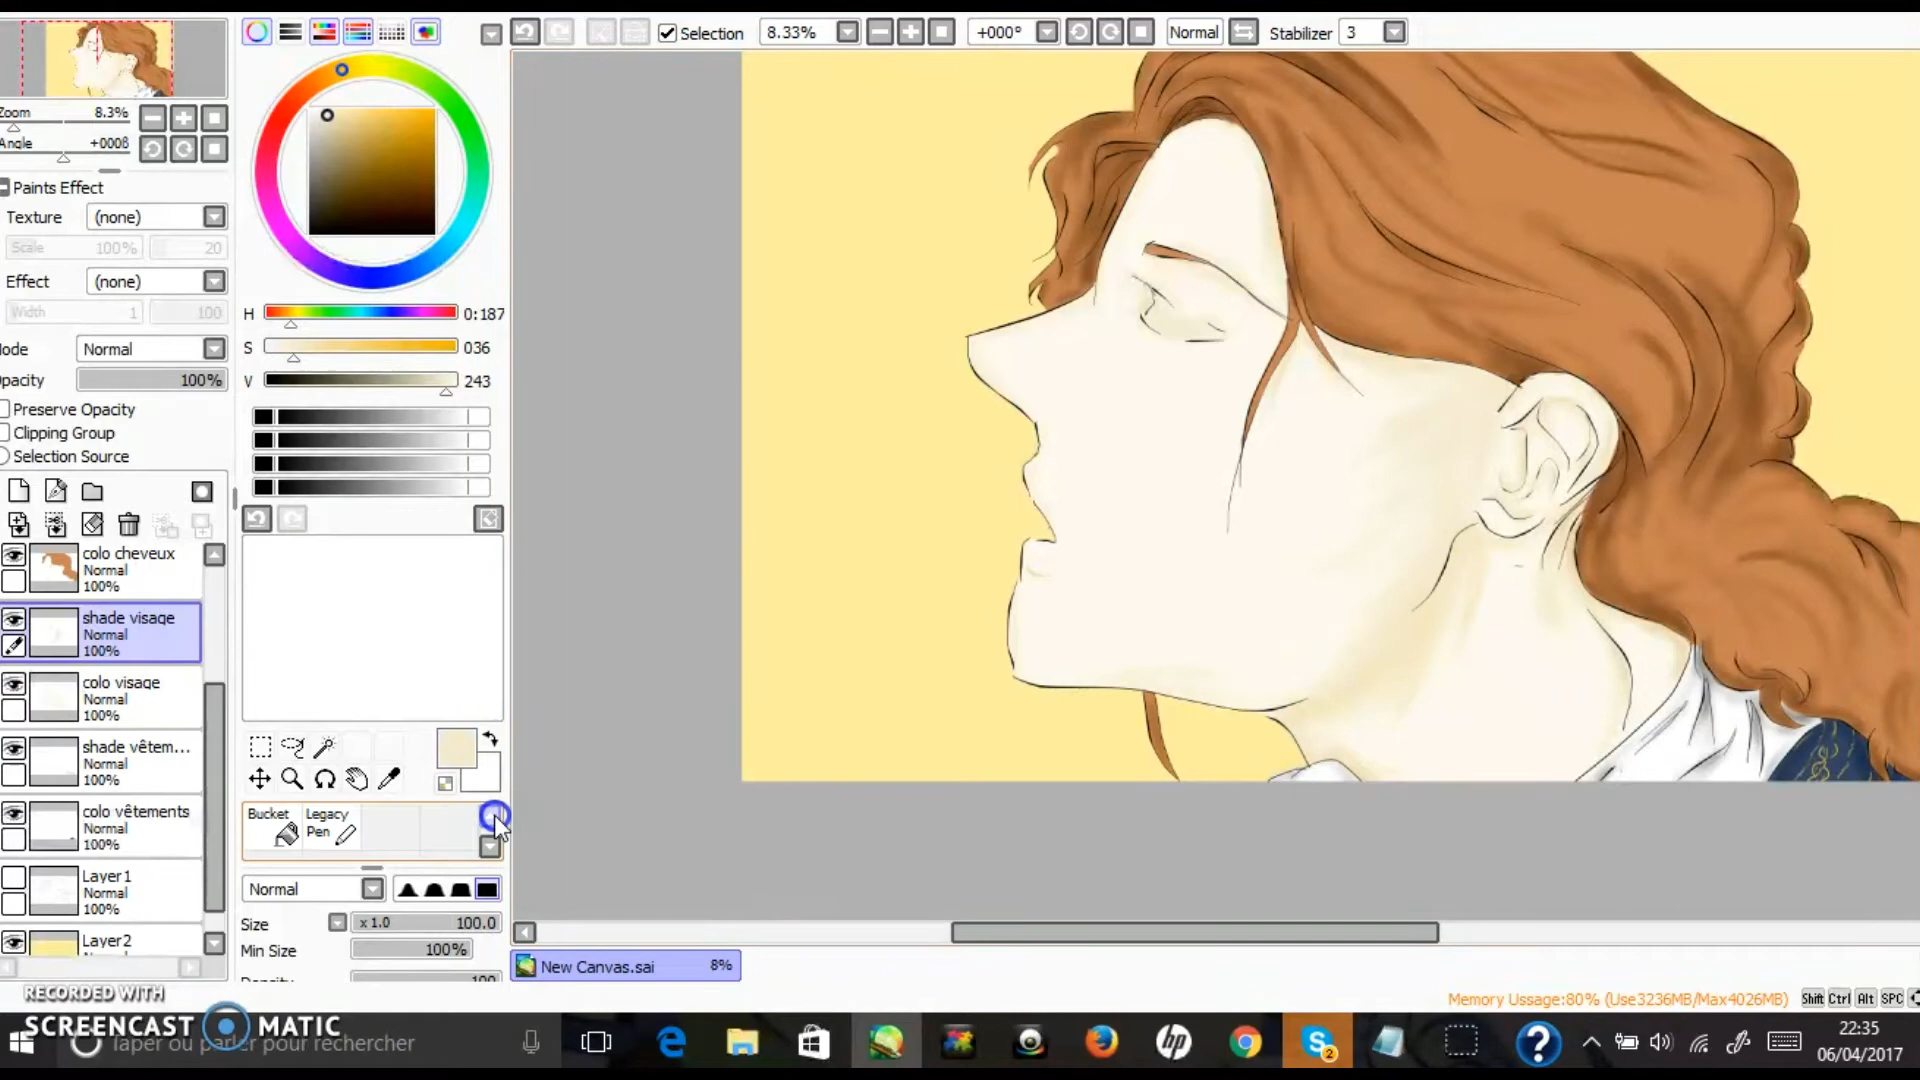 Selection 8.33% +000° Normal Stabilizer 3
Zoom 8.3%
Angle +0008
Paints Effect
Texture (none)
Scale 100% 20
Effect (none)
Width 1 100
ode Normal
pacity 100%
Preserve Opacity
Clipping Group
Selection Source
H 0:187
S 036
V 243
colo cheveux
Normal
100%
shade visage
Normal
100%
colo visage
Normal
100%
shade vêtem...
Normal
100%
colo vêtements
Normal
100%
Layer1
Normal
100%
Layer2
Bucket
Legacy
Pen
Normal
Size x 1.0 100.0
Min Size 100%
New Canvas.sai 8%
Memory Ussage:80% (Use3236MB/Max4026MB) Shift Ctrl Alt SPC
RECORDED WITH
SCREENCAST MATIC
Taper ou parler pour rechercher
hp
S 2
?
22:35
06/04/2017